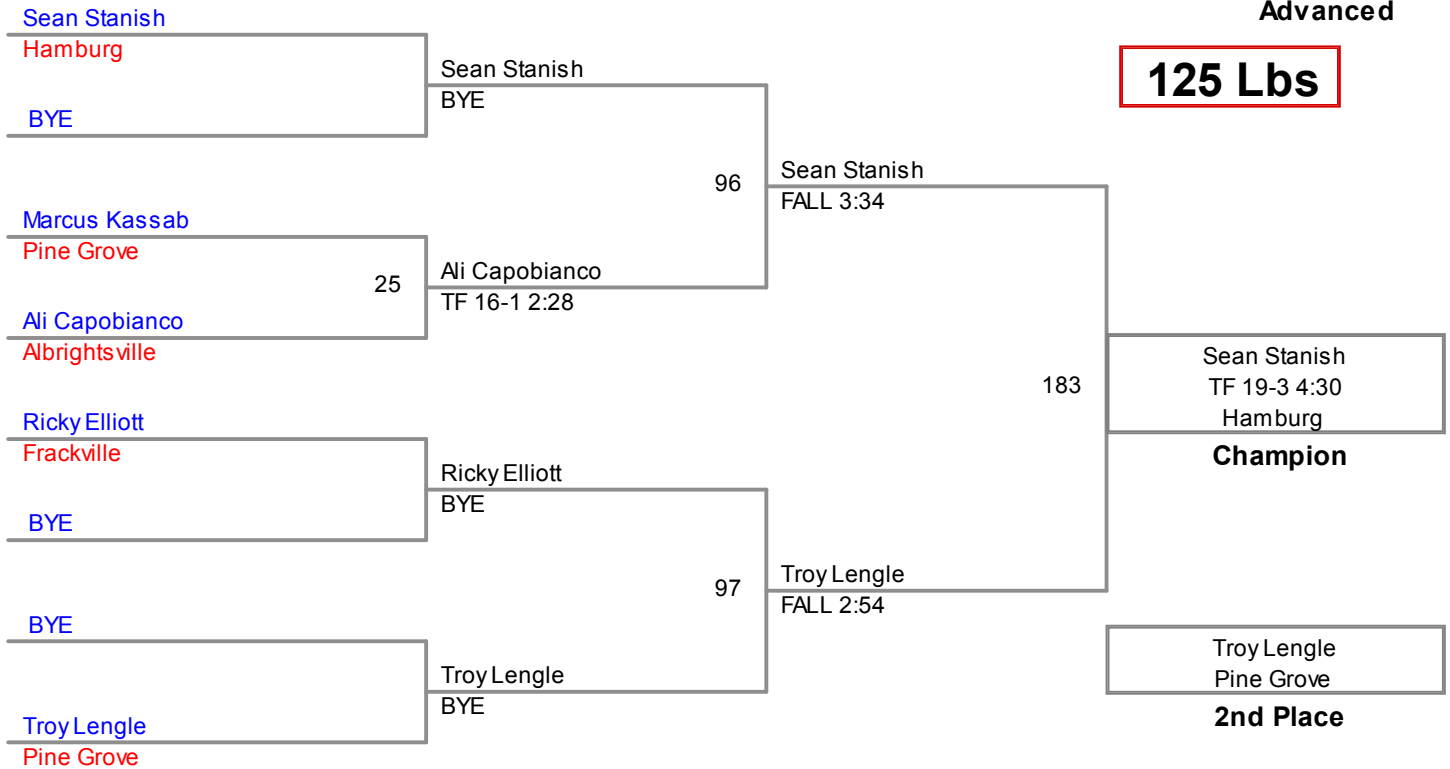 Advanced
125 Lbs
Sean Stanish
Hamburg
BYE
Marcus Kassab
Pine Grove
Ali Capobianco
Albrightsville
Ricky Elliott
Frackville
BYE
BYE
Troy Lengle
Pine Grove
Sean Stanish
BYE
25
Ali Capobianco
TF 16-1 2:28
Ricky Elliott
BYE
Troy Lengle
BYE
96
Sean Stanish
FALL 3:34
97
Troy Lengle
FALL 2:54
183
Sean Stanish
TF 19-3 4:30
Hamburg
Champion
Troy Lengle
Pine Grove
2nd Place